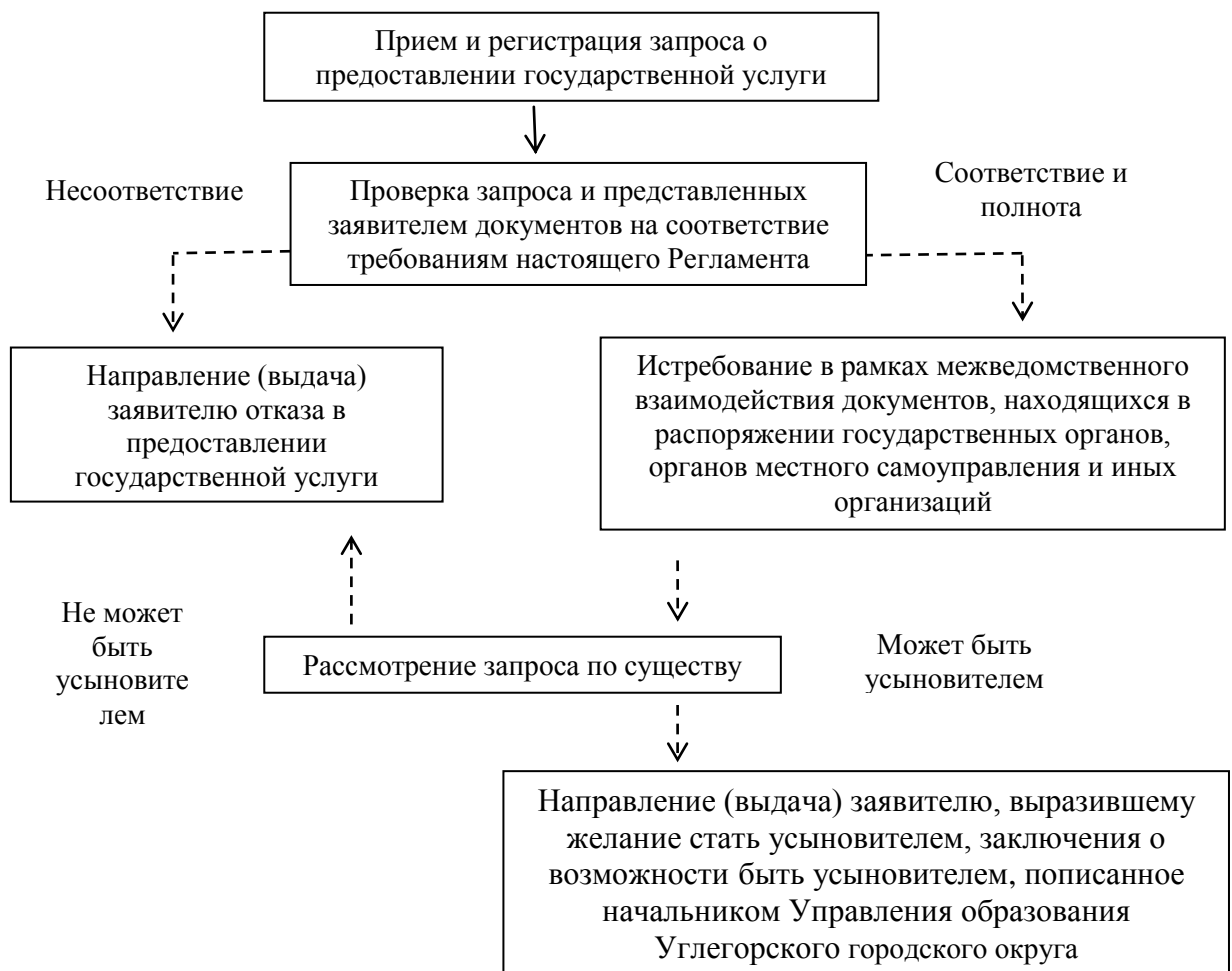 Прием и регистрация запроса о
предоставлении государственной услуги
Несоответствие
Проверка запроса и представленных
заявителем документов на соответствие
требованиям настоящего Регламента
Соответствие и
полнота
Направление (выдача)
заявителю отказа в
предоставлении
государственной услуги
Истребование в рамках межведомственного
взаимодействия документов, находящихся в
распоряжении государственных органов,
органов местного самоуправления и иных
организаций
Не может
быть
усыновите
лем
Рассмотрение запроса по существу
Может быть
усыновителем
Направление (выдача) заявителю, выразившему
желание стать усыновителем, заключения о
возможности быть усыновителем, пописанное
начальником Управления образования
Углегорского городского округа